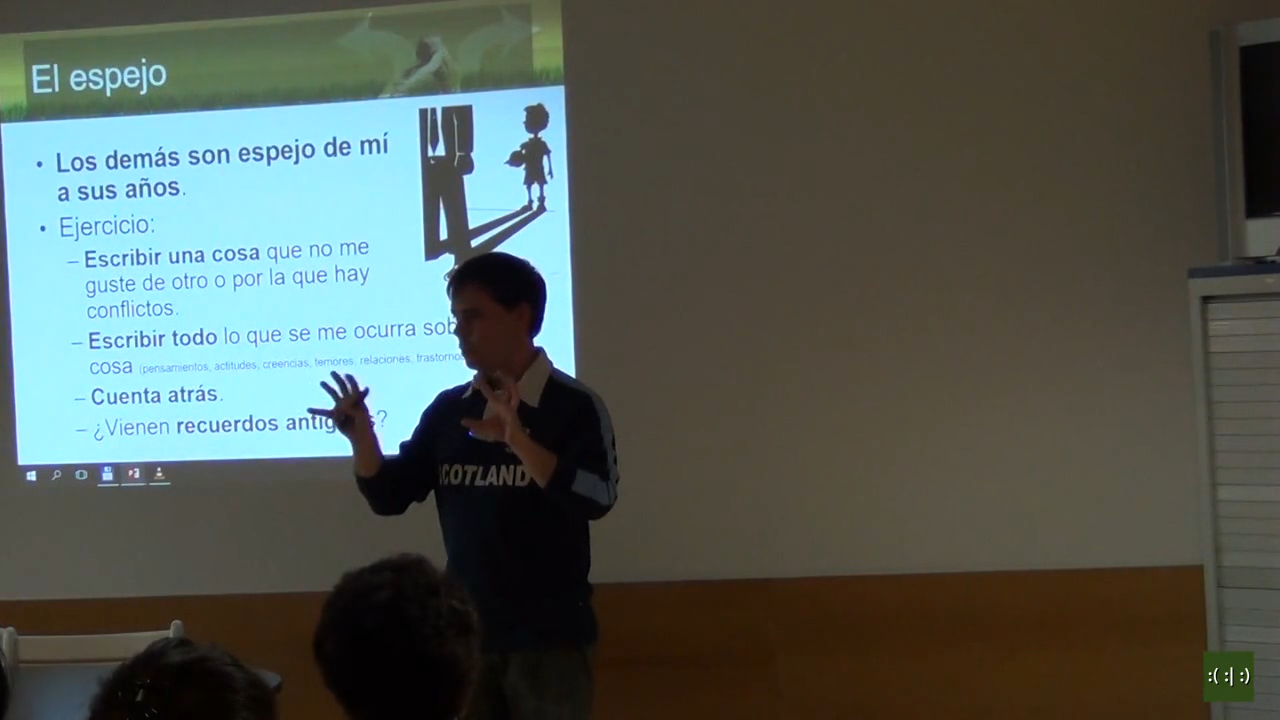 El espejo
• Los demás son espejo de mí
a sus años.
• Ejercicio:
– Escribir una cosa que no me
guste de otro o por la que hay
conflictos.
– Escribir todo lo que se me ocurra
cosa (pensamientos, actitudes, creencias, temores, relaciones,
– Cuenta atrás.
– ¿Vienen recuerdos ?
SCOTLAND
:( :| :)